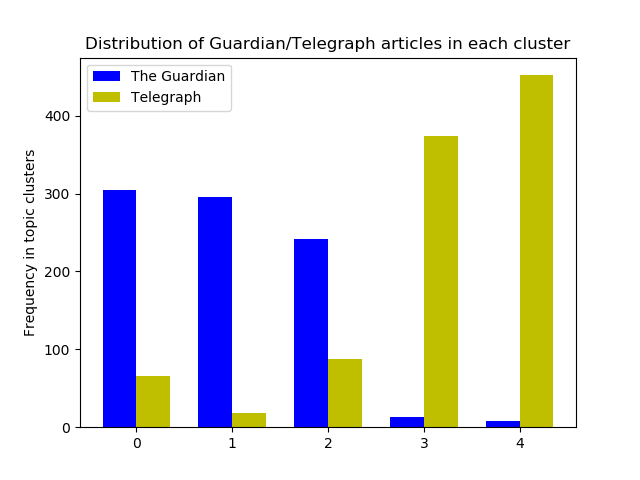 Distribution of Guardian/Telegraph articles in each cluster
The Guardian
Telegraph
Frequency in topic clusters
400
300
200
100
0
0 1 2 3 4